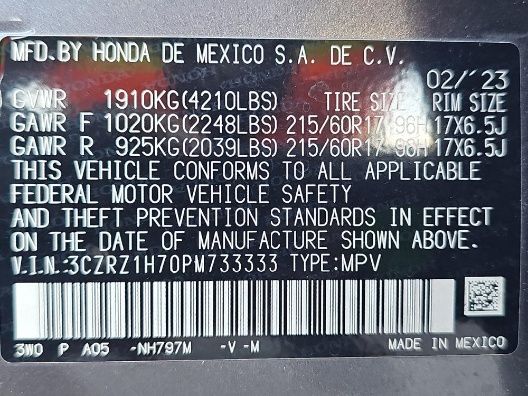 MFD. BY HONDA DE MEXICO S.A. DE C.V.
02/'23
GVWR 1910KG(4210LBS) TIRE SIZE RIM SIZE
GAWR F 1020KG(2248LBS) 215/60R17 96H 17X6.5J
GAWR R 925KG(2039LBS) 215/60R17 96H 17X6.5J
THIS VEHICLE CONFORMS TO ALL APPLICABLE
FEDERAL MOTOR VEHICLE SAFETY
AND THEFT PREVENTION STANDARDS IN EFFECT
ON THE DATE OF MANUFACTURE SHOWN ABOVE.
V.I.N.:3CZRZ1H70PM733333 TYPE:MPV
3W0 P A05 -NH797M -V -M MADE IN MEXICO